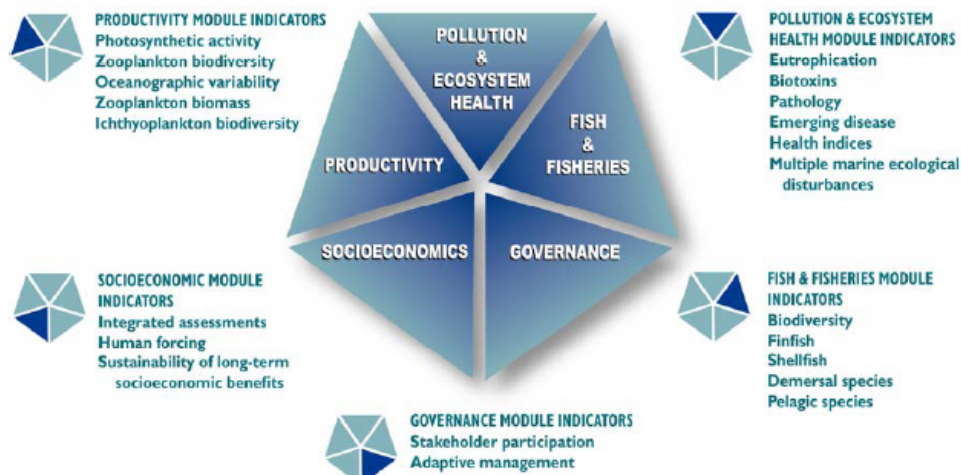 PRODUCTIVITY MODULE INDICATORS
Photosynthetic activity
Zooplankton biodiversity
Oceanographic variability
Zooplankton biomass
Ichthyoplankton biodiversity
POLLUTION
&
ECOSYSTEM
HEALTH
POLLUTION & ECOSYSTEM
HEALTH MODULE INDICATORS
Eutrophication
Biotoxins
Pathology
Emerging disease
Health indices
Multiple marine ecological
disturbances
PRODUCTIVITY
FISH
&
FISHERIES
SOCIOECONOMICS
GOVERNANCE
SOCIOECONOMIC MODULE
INDICATORS
Integrated assessments
Human forcing
Sustainability of long-term
socioeconomic benefits
FISH & FISHERIES MODULE
INDICATORS
Biodiversity
Finfish
Shellfish
Demersal species
Pelagic species
GOVERNANCE MODULE INDICATORS
Stakeholder participation
Adaptive management